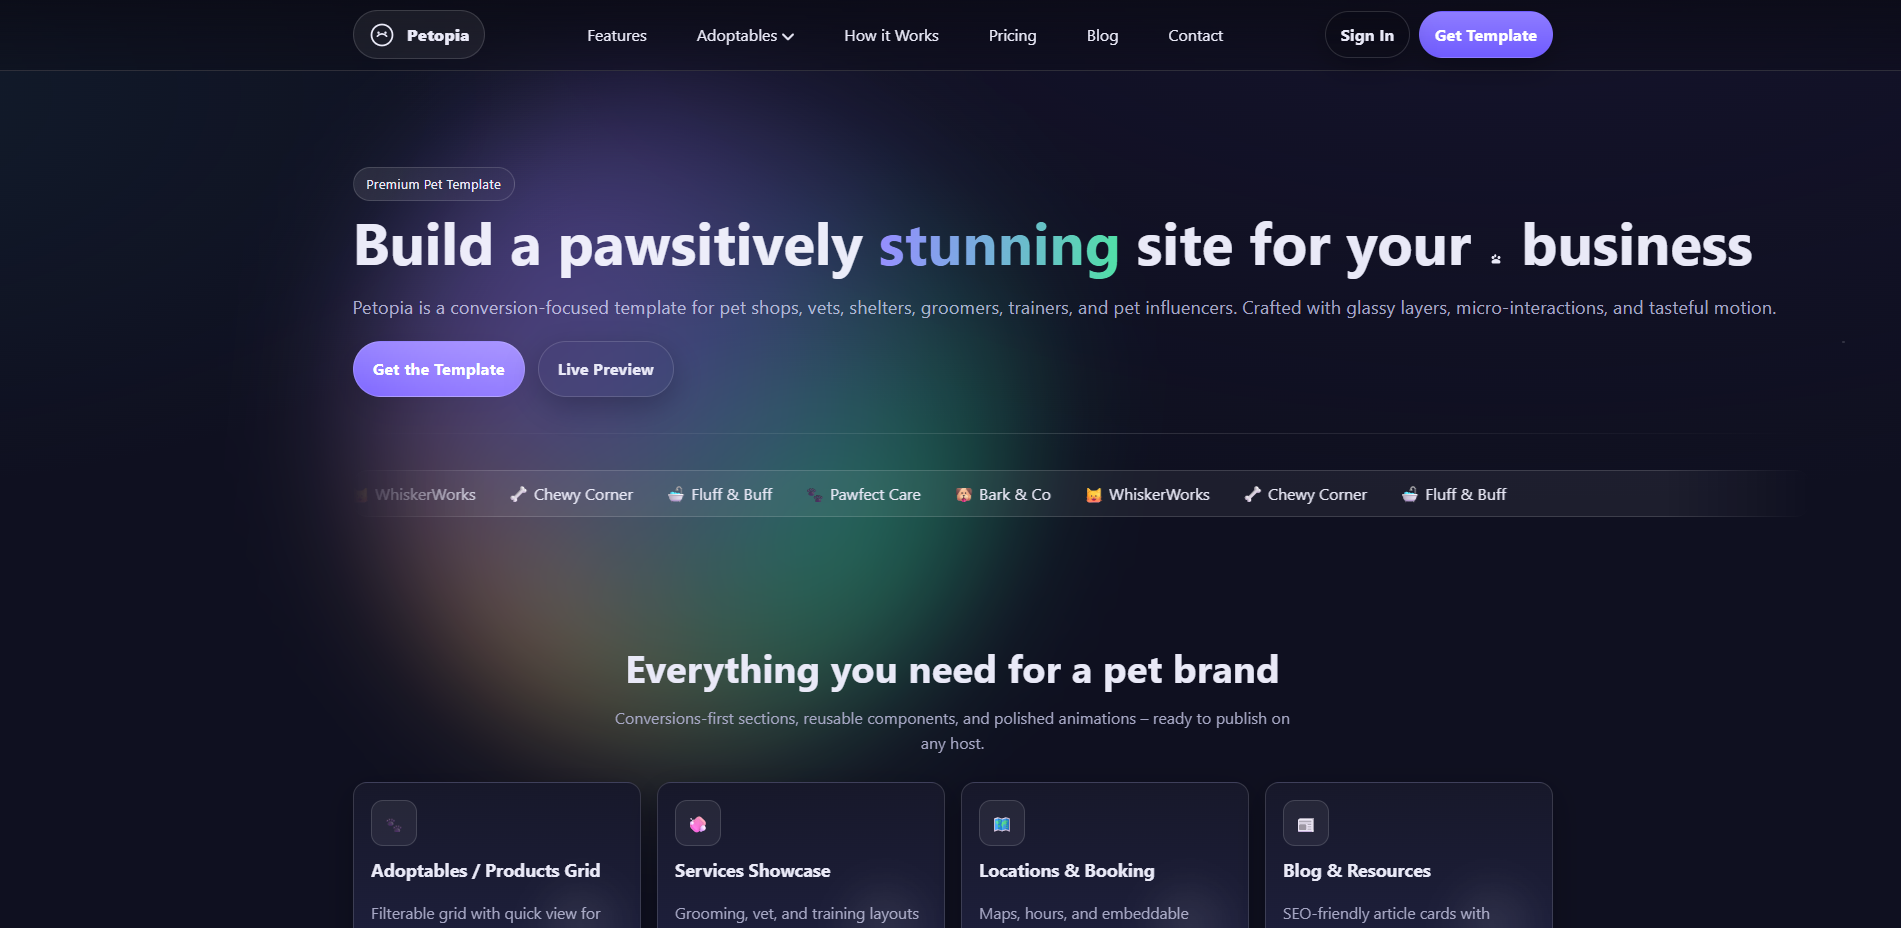 Petopia
Features
Adoptables
How it Works
Pricing
Blog
Contact
Sign In
Get Template
Premium Pet Template
Build a pawsitively stunning site for your business
Petopia is a conversion-focused template for pet shops, vets, shelters, groomers, trainers, and pet influencers. Crafted with glassy layers, micro-interactions, and tasteful motion.
Get the Template
Live Preview
WhiskerWorks Chewy Corner Fluff & Buff Pawfect Care Bark & Co WhiskerWorks Chewy Corner Fluff & Buff
Everything you need for a pet brand
Conversions-first sections, reusable components, and polished animations – ready to publish on
any host.
Adoptables / Products Grid
Filterable grid with quick view for
Services Showcase
Grooming, vet, and training layouts
Locations & Booking
Maps, hours, and embeddable
Blog & Resources
SEO-friendly article cards with